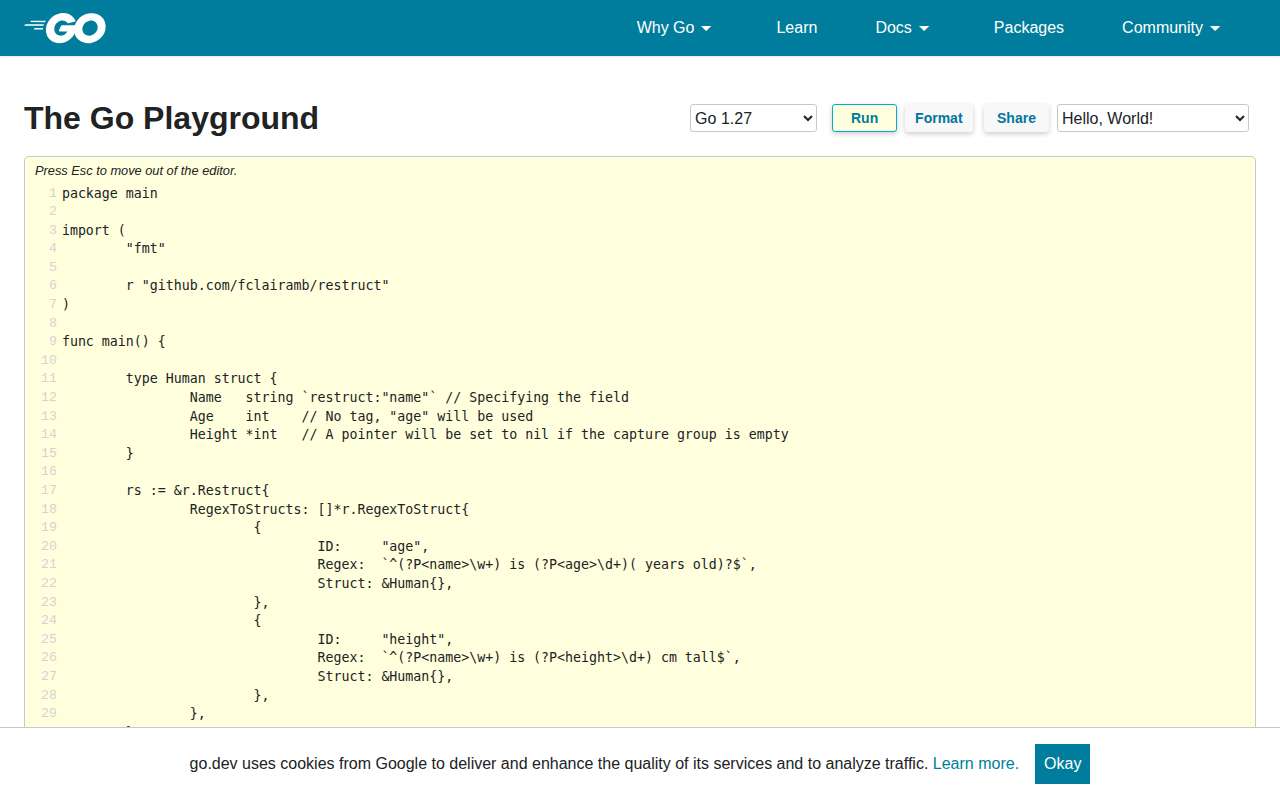 GO
Why Go
Learn
Docs
Packages
Community
The Go Playground
Go 1.27
Run
Format
Share
Hello, World!
Press Esc to move out of the editor.
1 package main
2
3 import (
4 "fmt"
5
6 r "github.com/fclairamb/restruct"
7 )
8
9 func main() {
10
11 type Human struct {
12 Name   string `restruct:"name"` // Specifying the field
13 Age    int    // No tag, "age" will be used
14 Height *int   // A pointer will be set to nil if the capture group is empty
15 }
16
17 rs := &r.Restruct{
18 RegexToStructs: []*r.RegexToStruct{
19 {
20 ID:     "age",
21 Regex:  `^(?P<name>\w+) is (?P<age>\d+)( years old)?$`,
22 Struct: &Human{},
23 },
24 {
25 ID:     "height",
26 Regex:  `^(?P<name>\w+) is (?P<height>\d+) cm tall$`,
27 Struct: &Human{},
28 },
29 },
go.dev uses cookies from Google to deliver and enhance the quality of its services and to analyze traffic. Learn more.
Okay